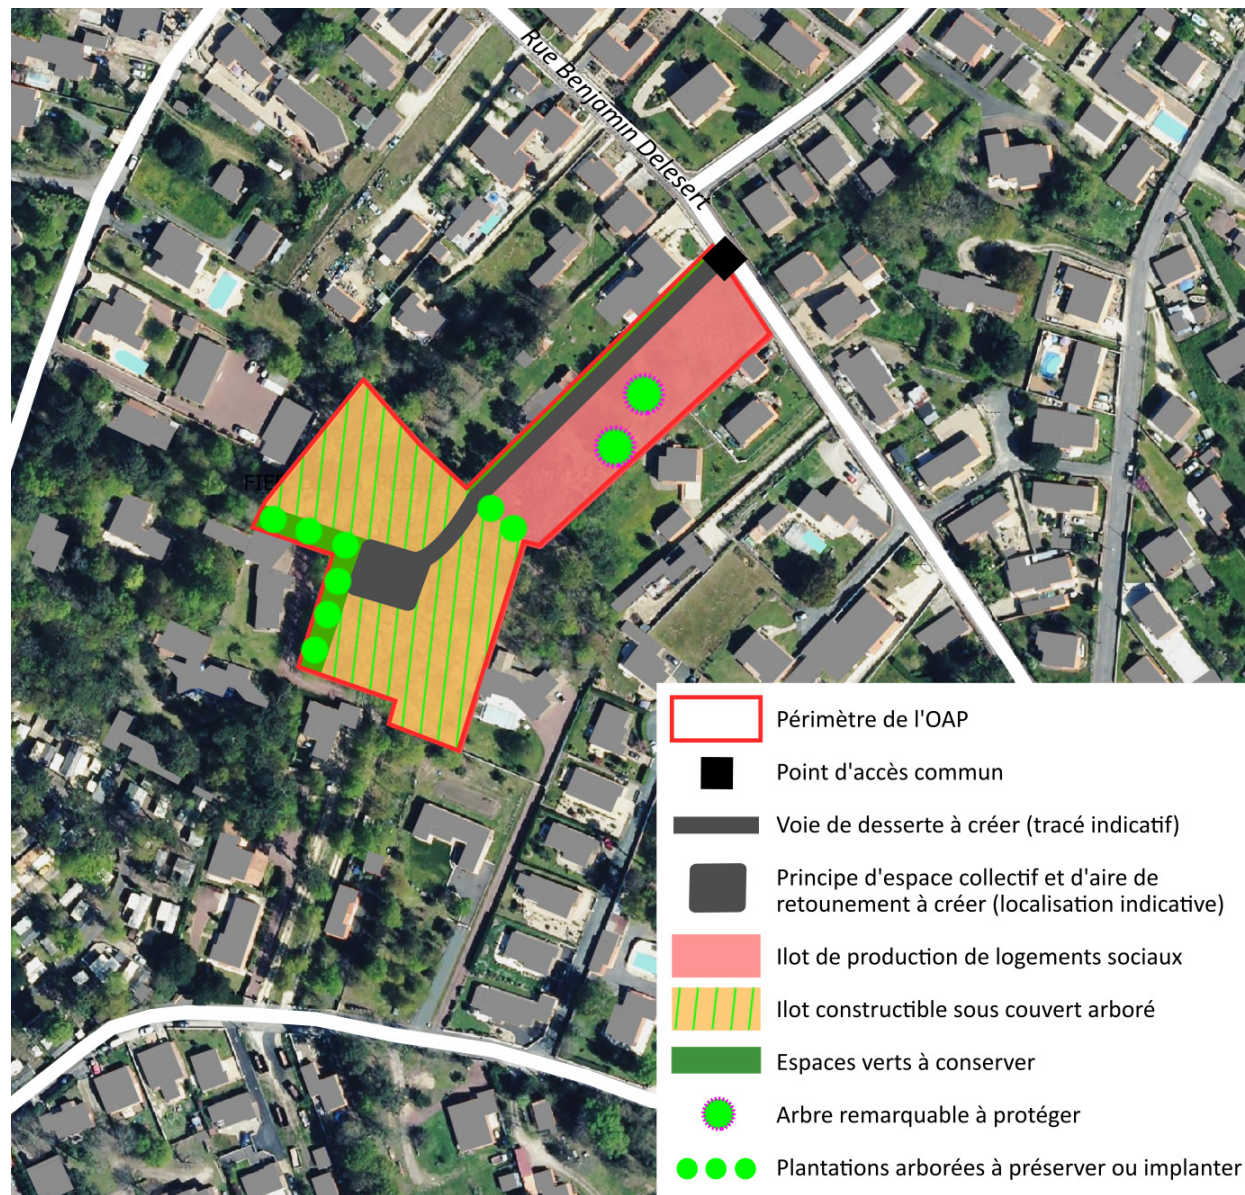 Rue Benjamin Delesert
Périmètre de l'OAP
Point d'accès commun
Voie de desserte à créer (tracé indicatif)
Principe d'espace collectif et d'aire de
retounement à créer (localisation indicative)
Ilot de production de logements sociaux
Ilot constructible sous couvert arboré
Espaces verts à conserver
Arbre remarquable à protéger
Plantations arborées à préserver ou implanter